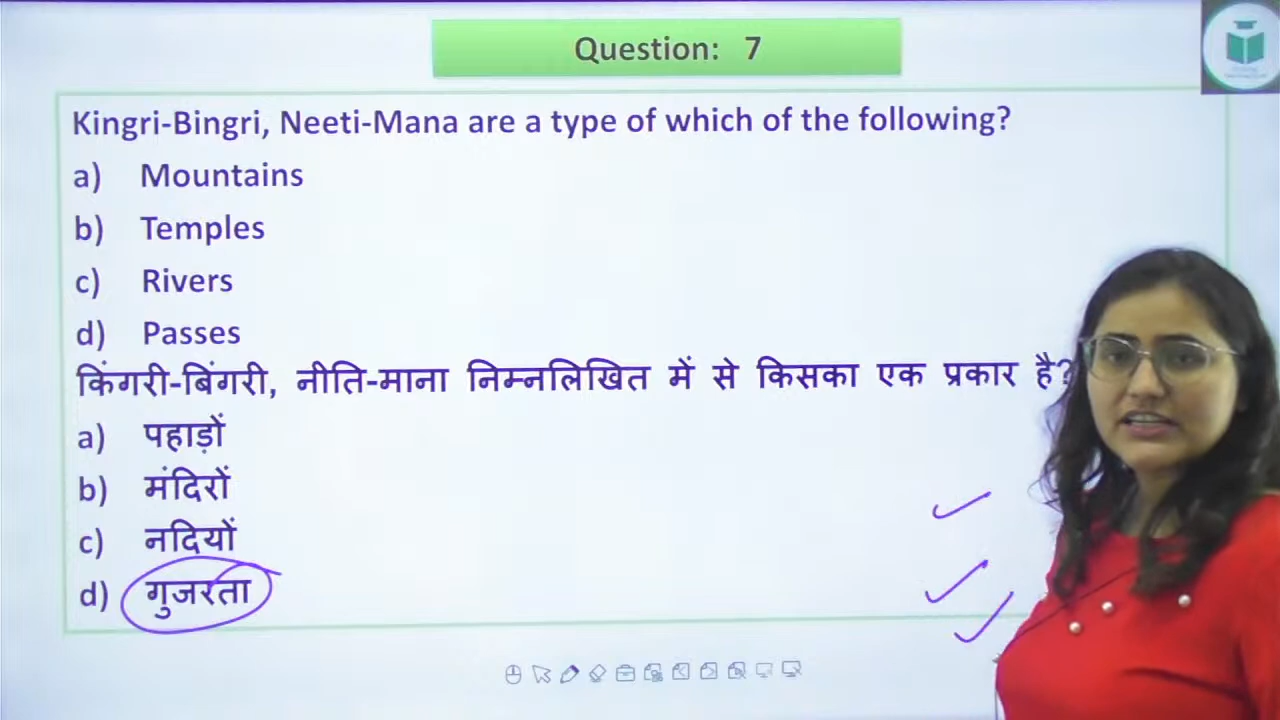 Question: 7
Kingri-Bingri, Neeti-Mana are a type of which of the following?
a) Mountains
b) Temples
c) Rivers
d) Passes
किंगरी-बिंगरी, नीति-माना निम्नलिखित में से किसका एक प्रकार है?
a) पहाड़ों
b) मंदिरों
c) नदियों
d) गुजरता